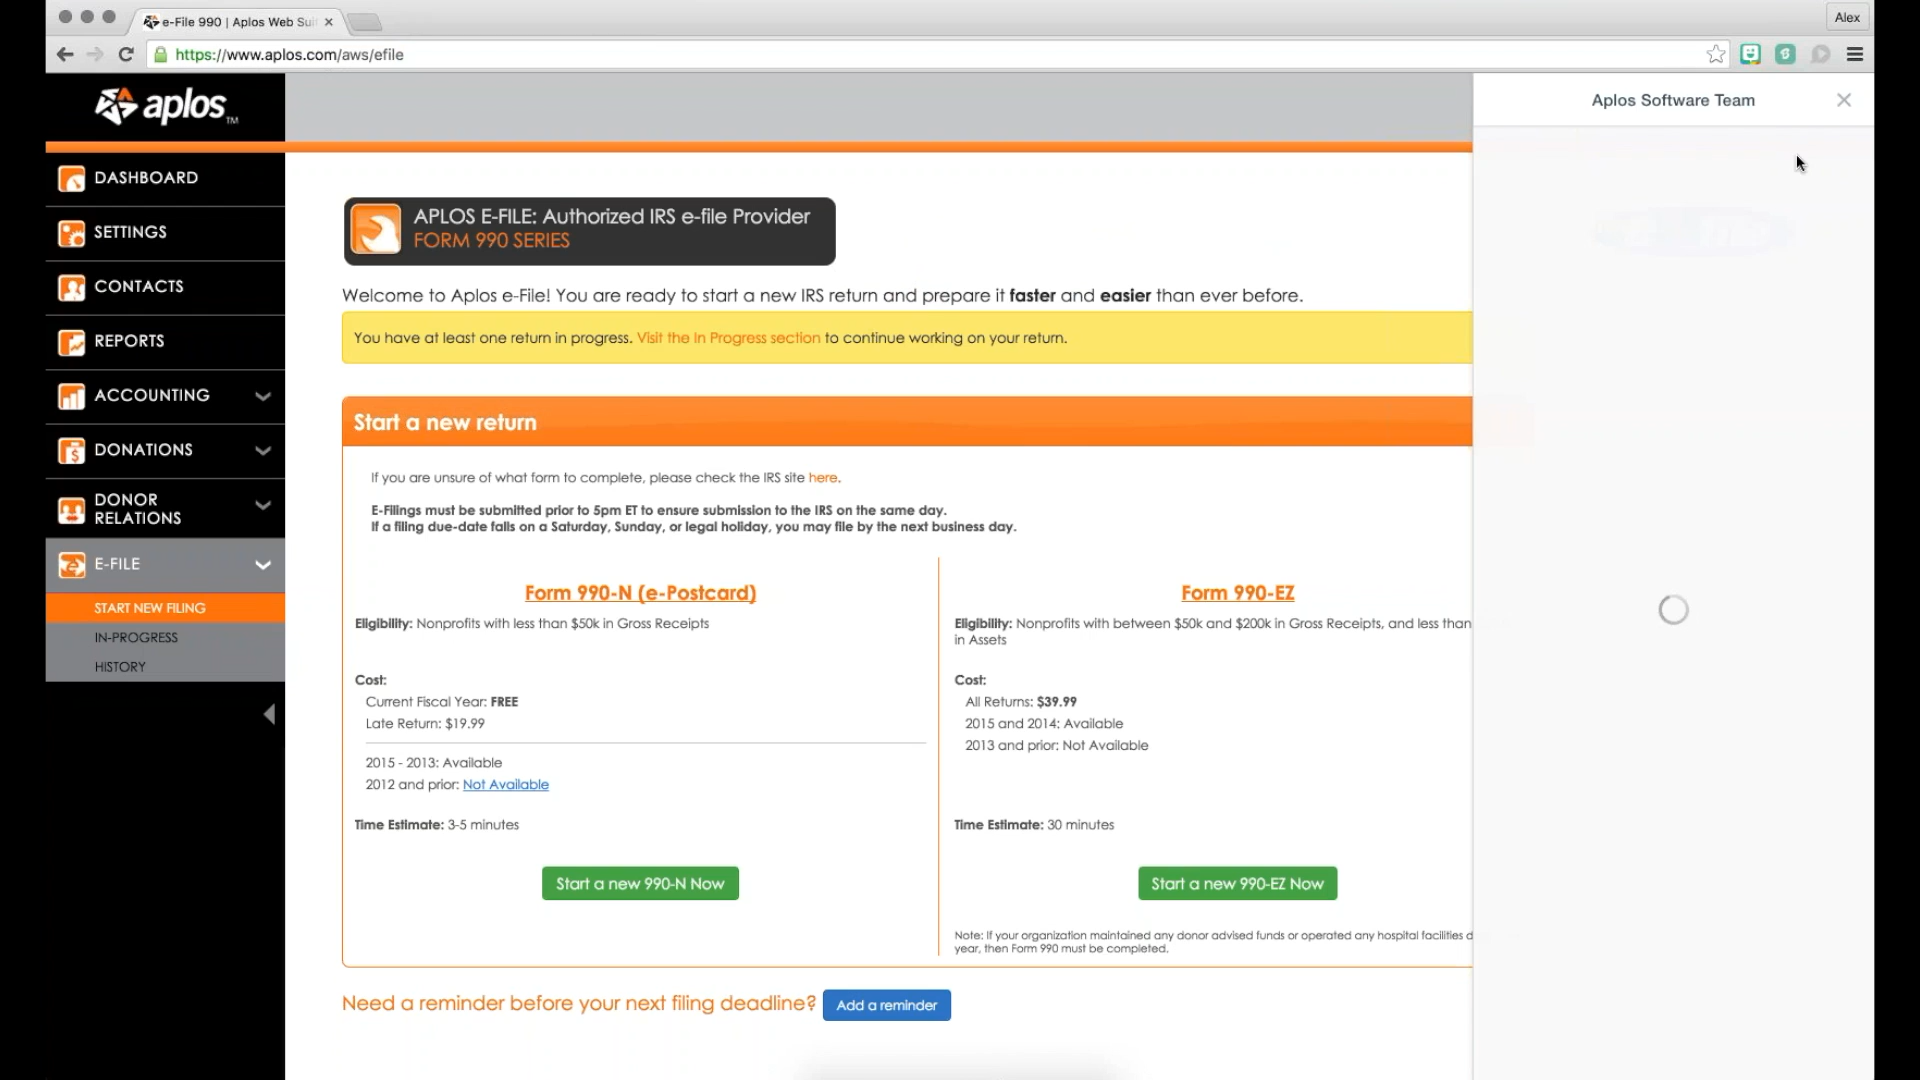 e-File 990 | Aplos Web Sui
Alex
https://www.aplos.com/aws/efile
aplos™
DASHBOARD
SETTINGS
CONTACTS
REPORTS
ACCOUNTING
DONATIONS
DONOR
RELATIONS
E-FILE
START NEW FILING
IN-PROGRESS
HISTORY
APLOS E-FILE: Authorized IRS e-file Provider
FORM 990 SERIES
Welcome to Aplos e-File! You are ready to start a new IRS return and prepare it faster and easier than ever before.
You have at least one return in progress. Visit the In Progress section to continue working on your return.
Start a new return
If you are unsure of what form to complete, please check the IRS site here.
E-Filings must be submitted prior to 5pm ET to ensure submission to the IRS on the same day.
If a filing due-date falls on a Saturday, Sunday, or legal holiday, you may file by the next business day.
Form 990-N (e-Postcard)
Eligibility: Nonprofits with less than $50k in Gross Receipts
Cost:
Current Fiscal Year: FREE
Late Return: $19.99
2015 - 2013: Available
2012 and prior: Not Available
Time Estimate: 3-5 minutes
Start a new 990-N Now
Form 990-EZ
Eligibility: Nonprofits with between $50k and $200k in Gross Receipts, and less than
in Assets
Cost:
All Returns: $39.99
2015 and 2014: Available
2013 and prior: Not Available
Time Estimate: 30 minutes
Start a new 990-EZ Now
Note: If your organization maintained any donor advised funds or operated any hospital facilities d
year, then Form 990 must be completed.
Need a reminder before your next filing deadline? Add a reminder
Aplos Software Team